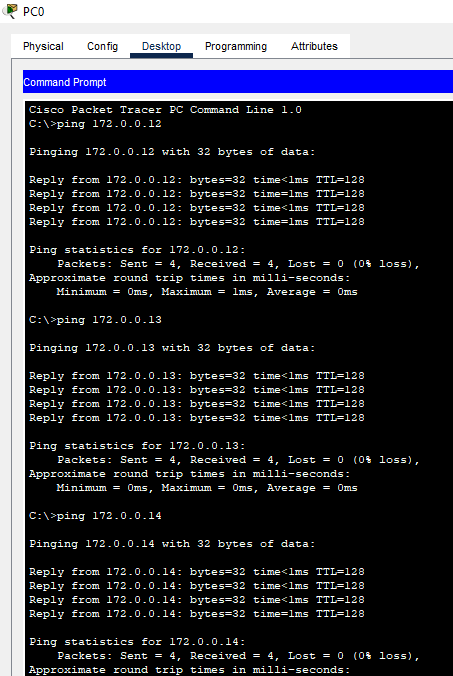 PC0
Physical Config Desktop Programming Attributes
Command Prompt
Cisco Packet Tracer PC Command Line 1.0
C:\>ping 172.0.0.12
Pinging 172.0.0.12 with 32 bytes of data:
Reply from 172.0.0.12: bytes=32 time<1ms TTL=128
Reply from 172.0.0.12: bytes=32 time<1ms TTL=128
Reply from 172.0.0.12: bytes=32 time=1ms TTL=128
Reply from 172.0.0.12: bytes=32 time=1ms TTL=128
Ping statistics for 172.0.0.12:
Packets: Sent = 4, Received = 4, Lost = 0 (0% loss),
Approximate round trip times in milli-seconds:
Minimum = 0ms, Maximum = 1ms, Average = 0ms
C:\>ping 172.0.0.13
Pinging 172.0.0.13 with 32 bytes of data:
Reply from 172.0.0.13: bytes=32 time<1ms TTL=128
Reply from 172.0.0.13: bytes=32 time<1ms TTL=128
Reply from 172.0.0.13: bytes=32 time<1ms TTL=128
Reply from 172.0.0.13: bytes=32 time<1ms TTL=128
Ping statistics for 172.0.0.13:
Packets: Sent = 4, Received = 4, Lost = 0 (0% loss),
Approximate round trip times in milli-seconds:
Minimum = 0ms, Maximum = 0ms, Average = 0ms
C:\>ping 172.0.0.14
Pinging 172.0.0.14 with 32 bytes of data:
Reply from 172.0.0.14: bytes=32 time<1ms TTL=128
Reply from 172.0.0.14: bytes=32 time<1ms TTL=128
Reply from 172.0.0.14: bytes=32 time<1ms TTL=128
Reply from 172.0.0.14: bytes=32 time=1ms TTL=128
Ping statistics for 172.0.0.14:
Packets: Sent = 4, Received = 4, Lost = 0 (0% loss),
Approximate round trip times in milli-seconds: